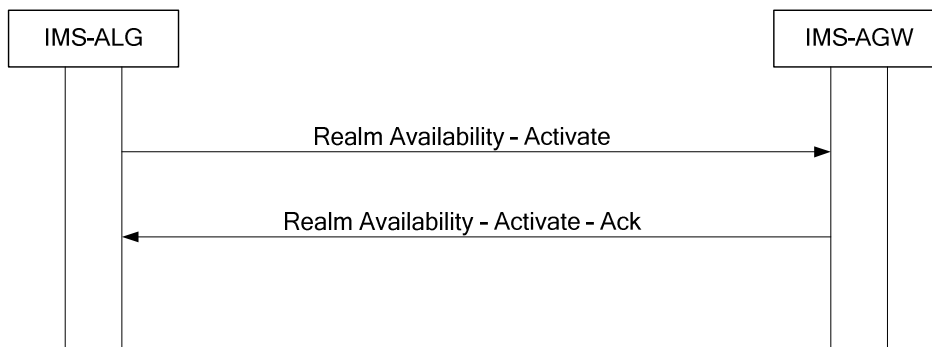 IMS-ALG
IMS-AGW
Realm Availability - Activate
Realm Availability - Activate - Ack